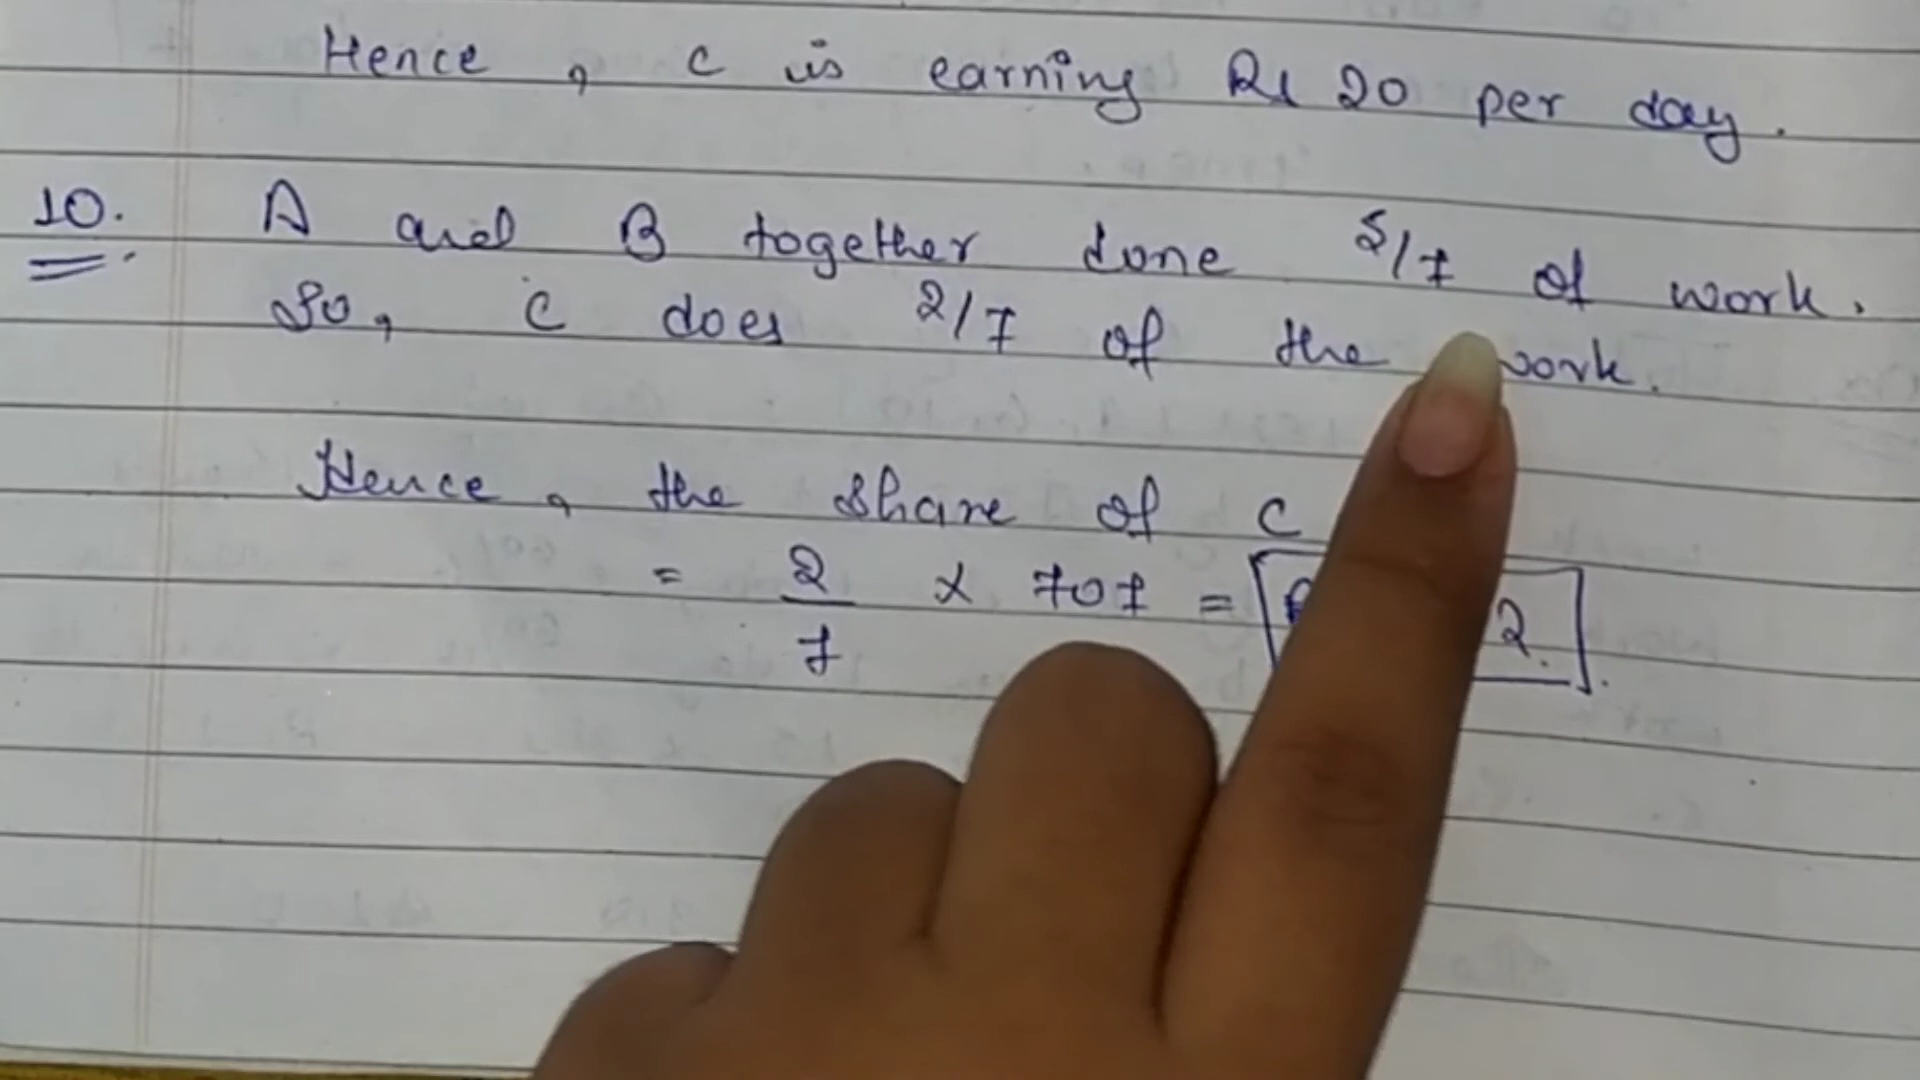 Hence, C is earning Rs 20 per day.
10. A and B together done 5/7 of work.
So, C does 2/7 of the work.
Hence, the share of C
= 2/7 × 707 = 2.